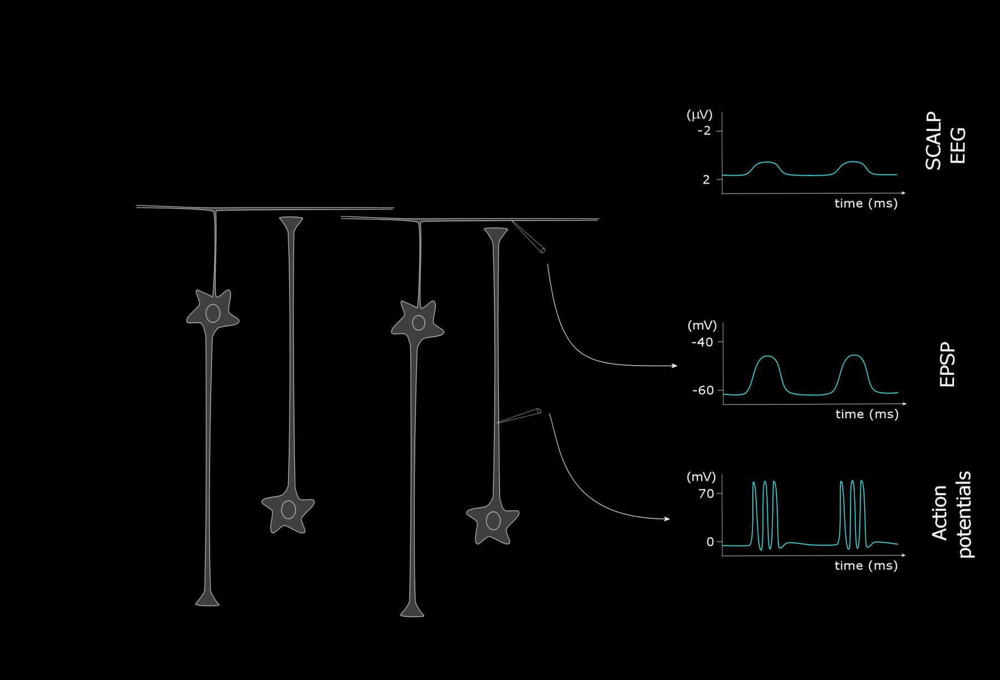 (μV)
-2
2
time (ms)
SCALP
EEG
(mV)
-40
-60
time (ms)
EPSP
(mV)
70
0
time (ms)
Action
potentials